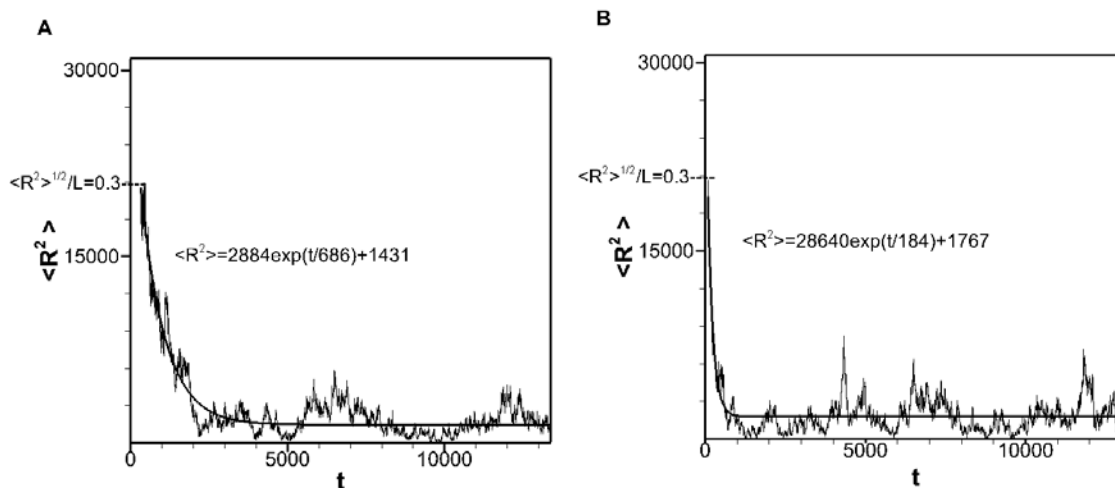 A
30000
<R²>¹/²/L=0.3
<R²>
15000
<R²>=2884exp(t/686)+1431
0
5000
10000
t
B
30000
<R²>¹/²/L=0.3
<R²>
15000
<R²>=28640exp(t/184)+1767
0
5000
10000
t